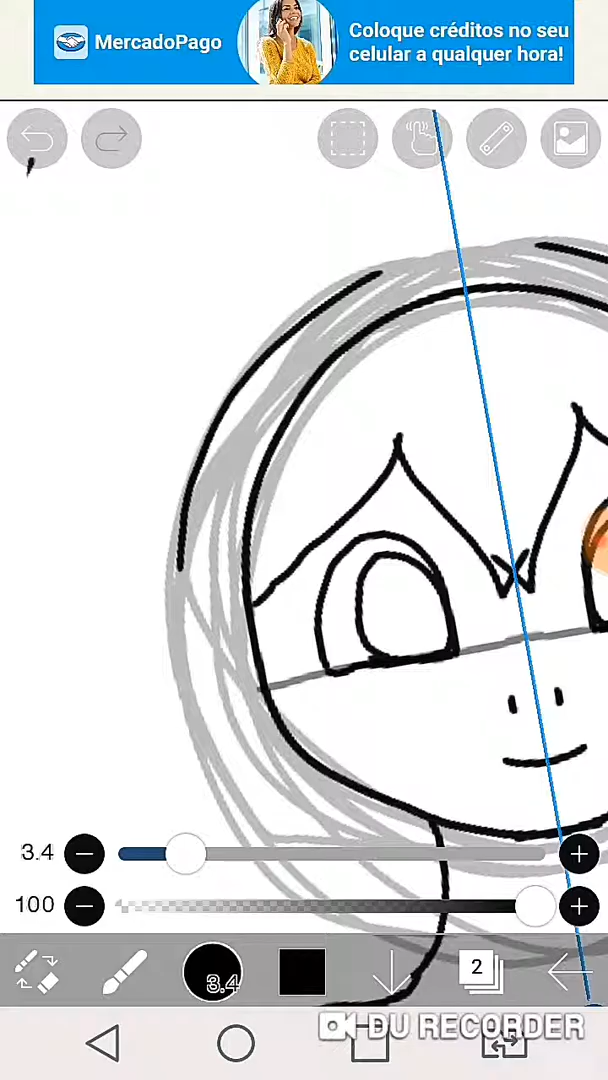 MercadoPago
Coloque créditos no seu
celular a qualquer hora!
3.4
100
3.4
2
DU RECORDER